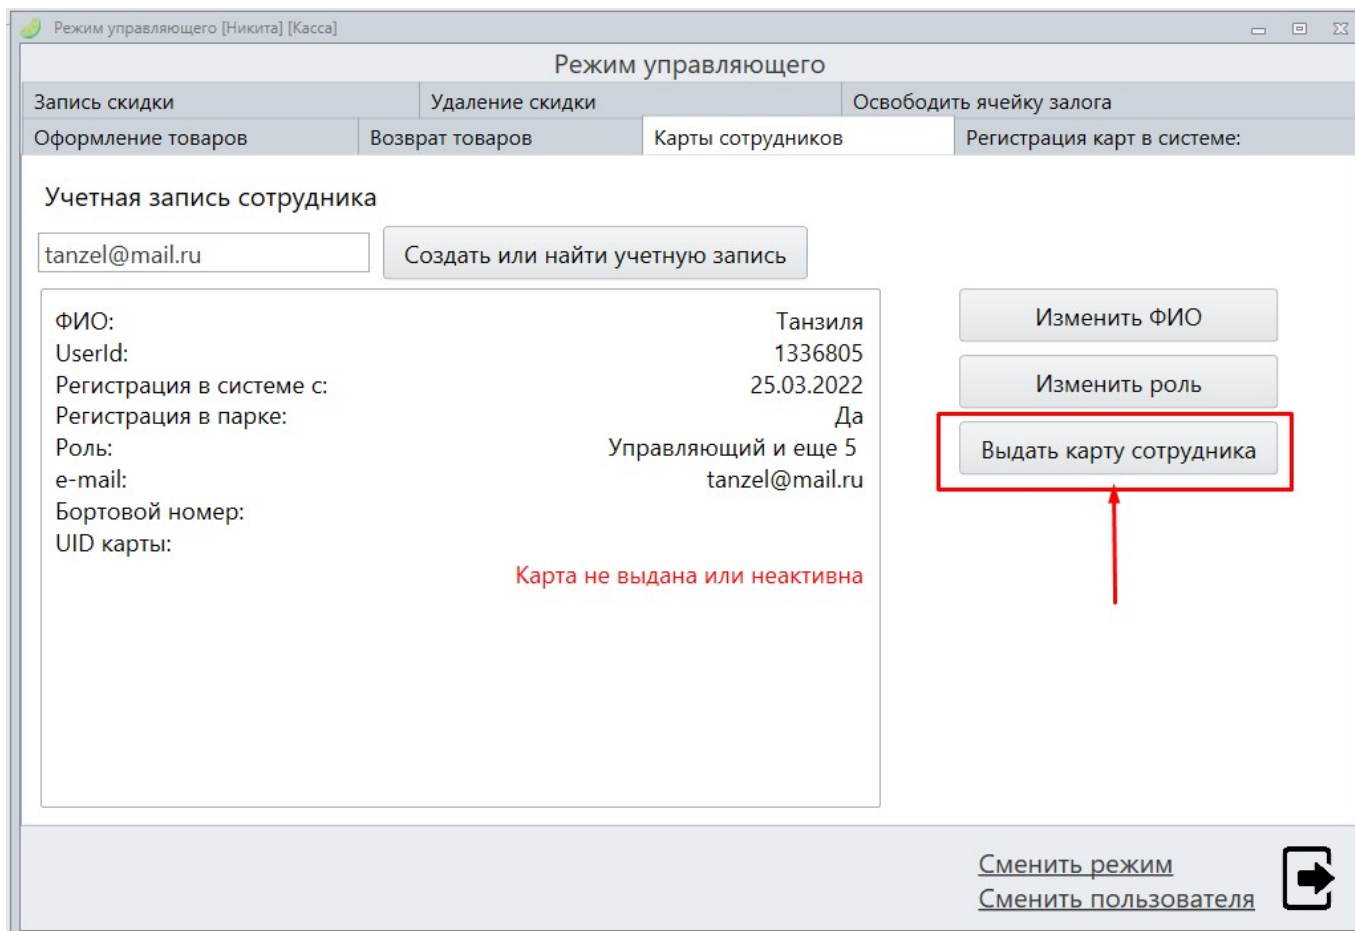 Режим управляющего [Никита] [Касса]
Режим управляющего
Запись скидки Удаление скидки Освободить ячейку залога
Оформление товаров Возврат товаров Карты сотрудников Регистрация карт в системе:
Учетная запись сотрудника
tanzel@mail.ru Создать или найти учетную запись
ФИО: Танзиля
UserId: 1336805
Регистрация в системе с: 25.03.2022
Регистрация в парке: Да
Роль: Управляющий и еще 5
e-mail: tanzel@mail.ru
Бортовой номер:
UID карты:
Карта не выдана или неактивна
Изменить ФИО
Изменить роль
Выдать карту сотрудника
Сменить режим
Сменить пользователя